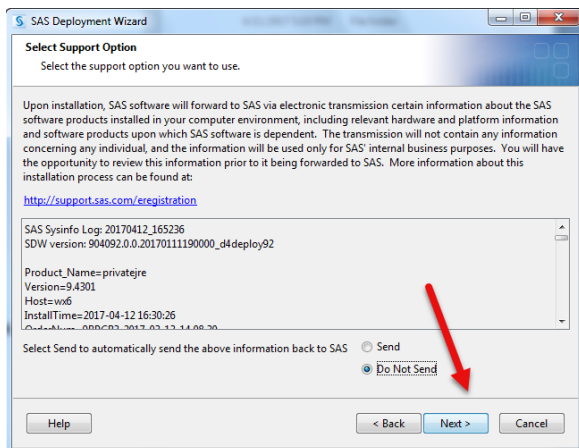 SAS Deployment Wizard
Select Support Option
Select the support option you want to use.
Upon installation, SAS software will forward to SAS via electronic transmission certain information about the SAS
software products installed in your computer environment, including relevant hardware and platform information
and software products upon which SAS software is dependent. The transmission will not contain any information
concerning any individual, and the information will be used only for SAS' internal business purposes. You will have
the opportunity to review this information prior to it being forwarded to SAS. More information about this
installation process can be found at:
http://support.sas.com/eregistration
SAS Sysinfo Log: 20170412_165236
SDW version: 904092.0.0.20170111190000_d4deploy92
Product_Name=privatejre
Version=9.4301
Host=wx6
InstallTime=2017-04-12 16:30:26
Select Send to automatically send the above information back to SAS
Send
Do Not Send
Help
< Back
Next >
Cancel